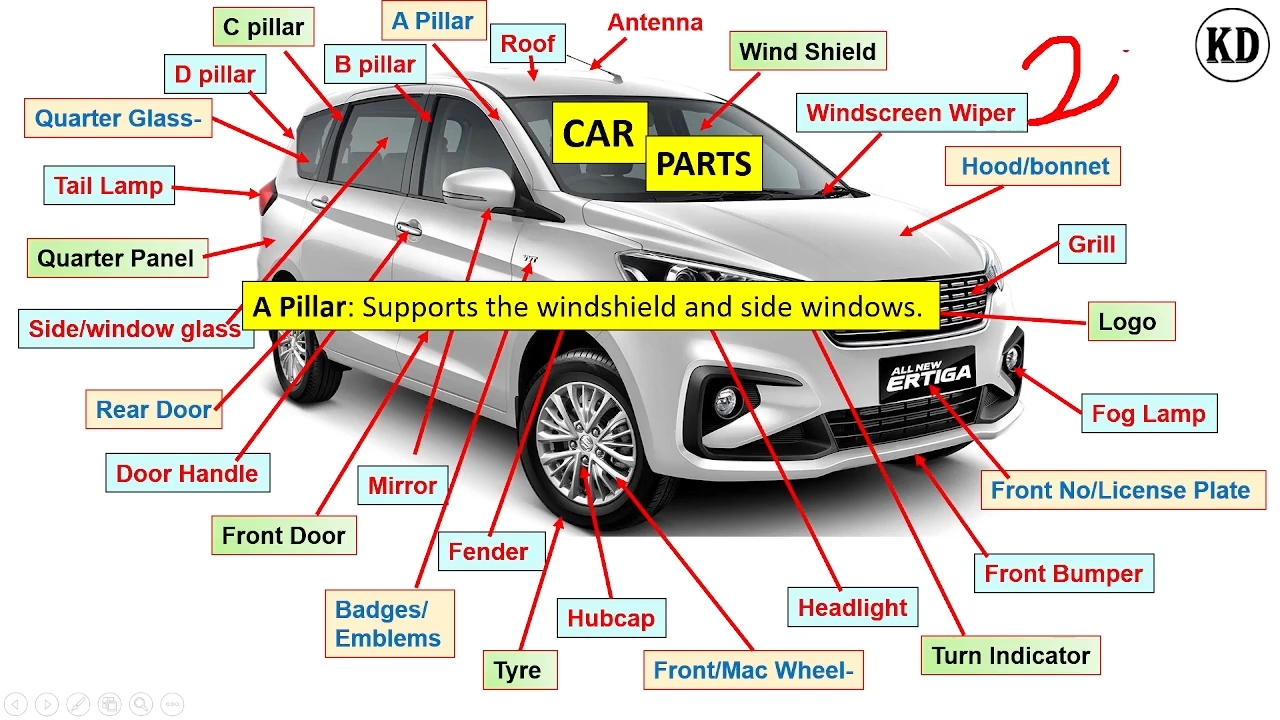 C pillar
A Pillar
Antenna
KD
Roof
Wind Shield
2
D pillar
B pillar
Quarter Glass-
CAR
PARTS
Windscreen Wiper
Hood/bonnet
Tail Lamp
Quarter Panel
Grill
A Pillar: Supports the windshield and side windows.
Side/window glass
Logo
ALL NEW
ERTIGA
Rear Door
Fog Lamp
Door Handle
Mirror
Front No/License Plate
Front Door
Fender
Front Bumper
Badges/
Emblems
Hubcap
Headlight
Tyre
Front/Mac Wheel-
Turn Indicator